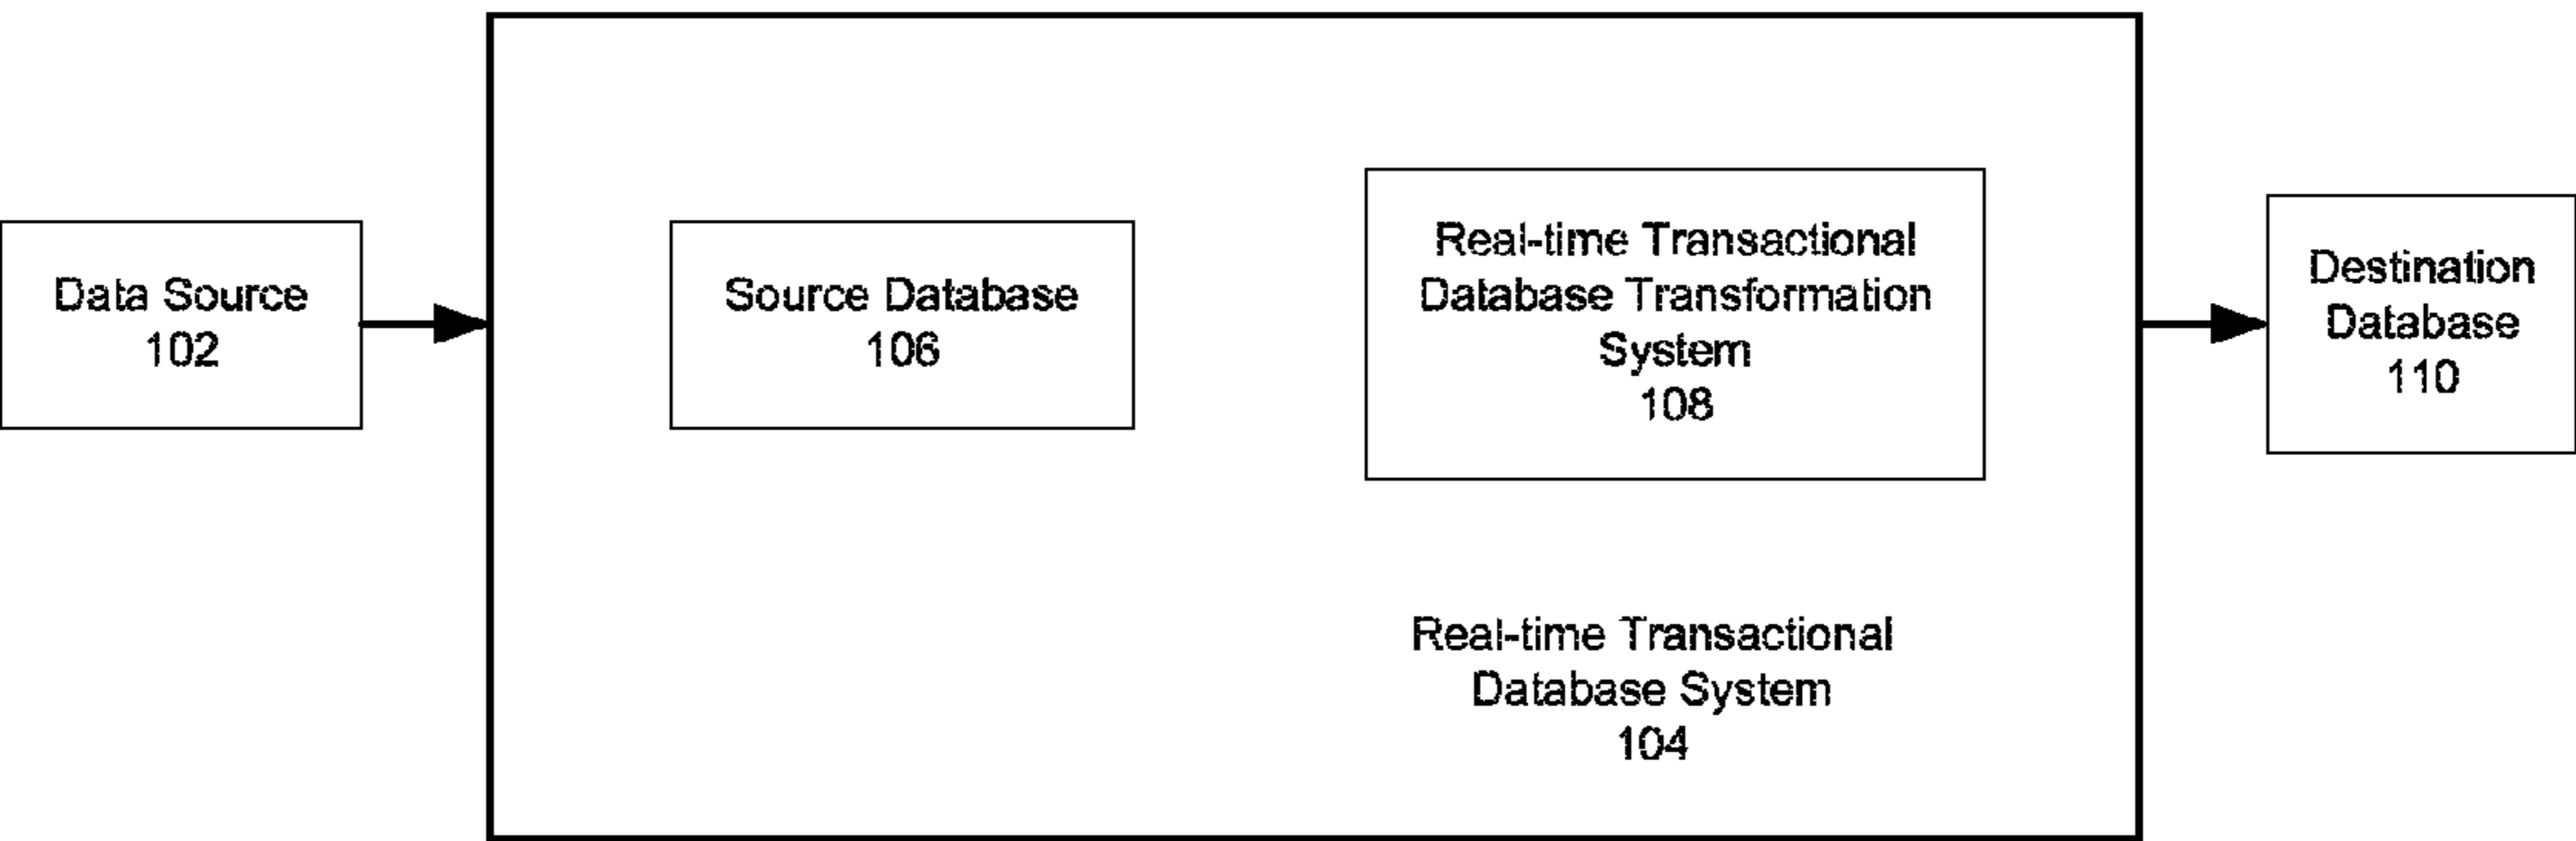 Data Source
102
Source Database
106
Real-time Transactional
Database Transformation
System
108
Real-time Transactional
Database System
104
Destination
Database
110